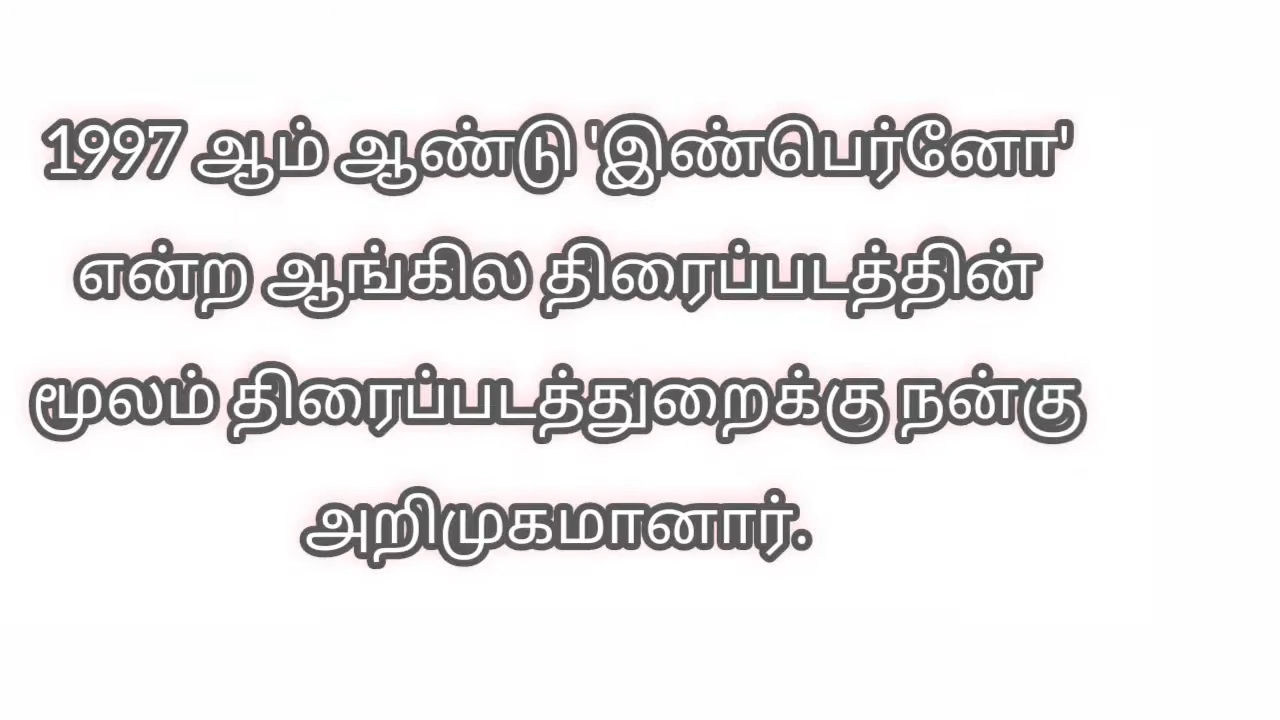 1997 ஆம் ஆண்டு 'இண்பெர்னோ'
என்ற ஆங்கில திரைப்படத்தின்
மூலம் திரைப்படத்துறைக்கு நன்கு
அறிமுகமானார்.